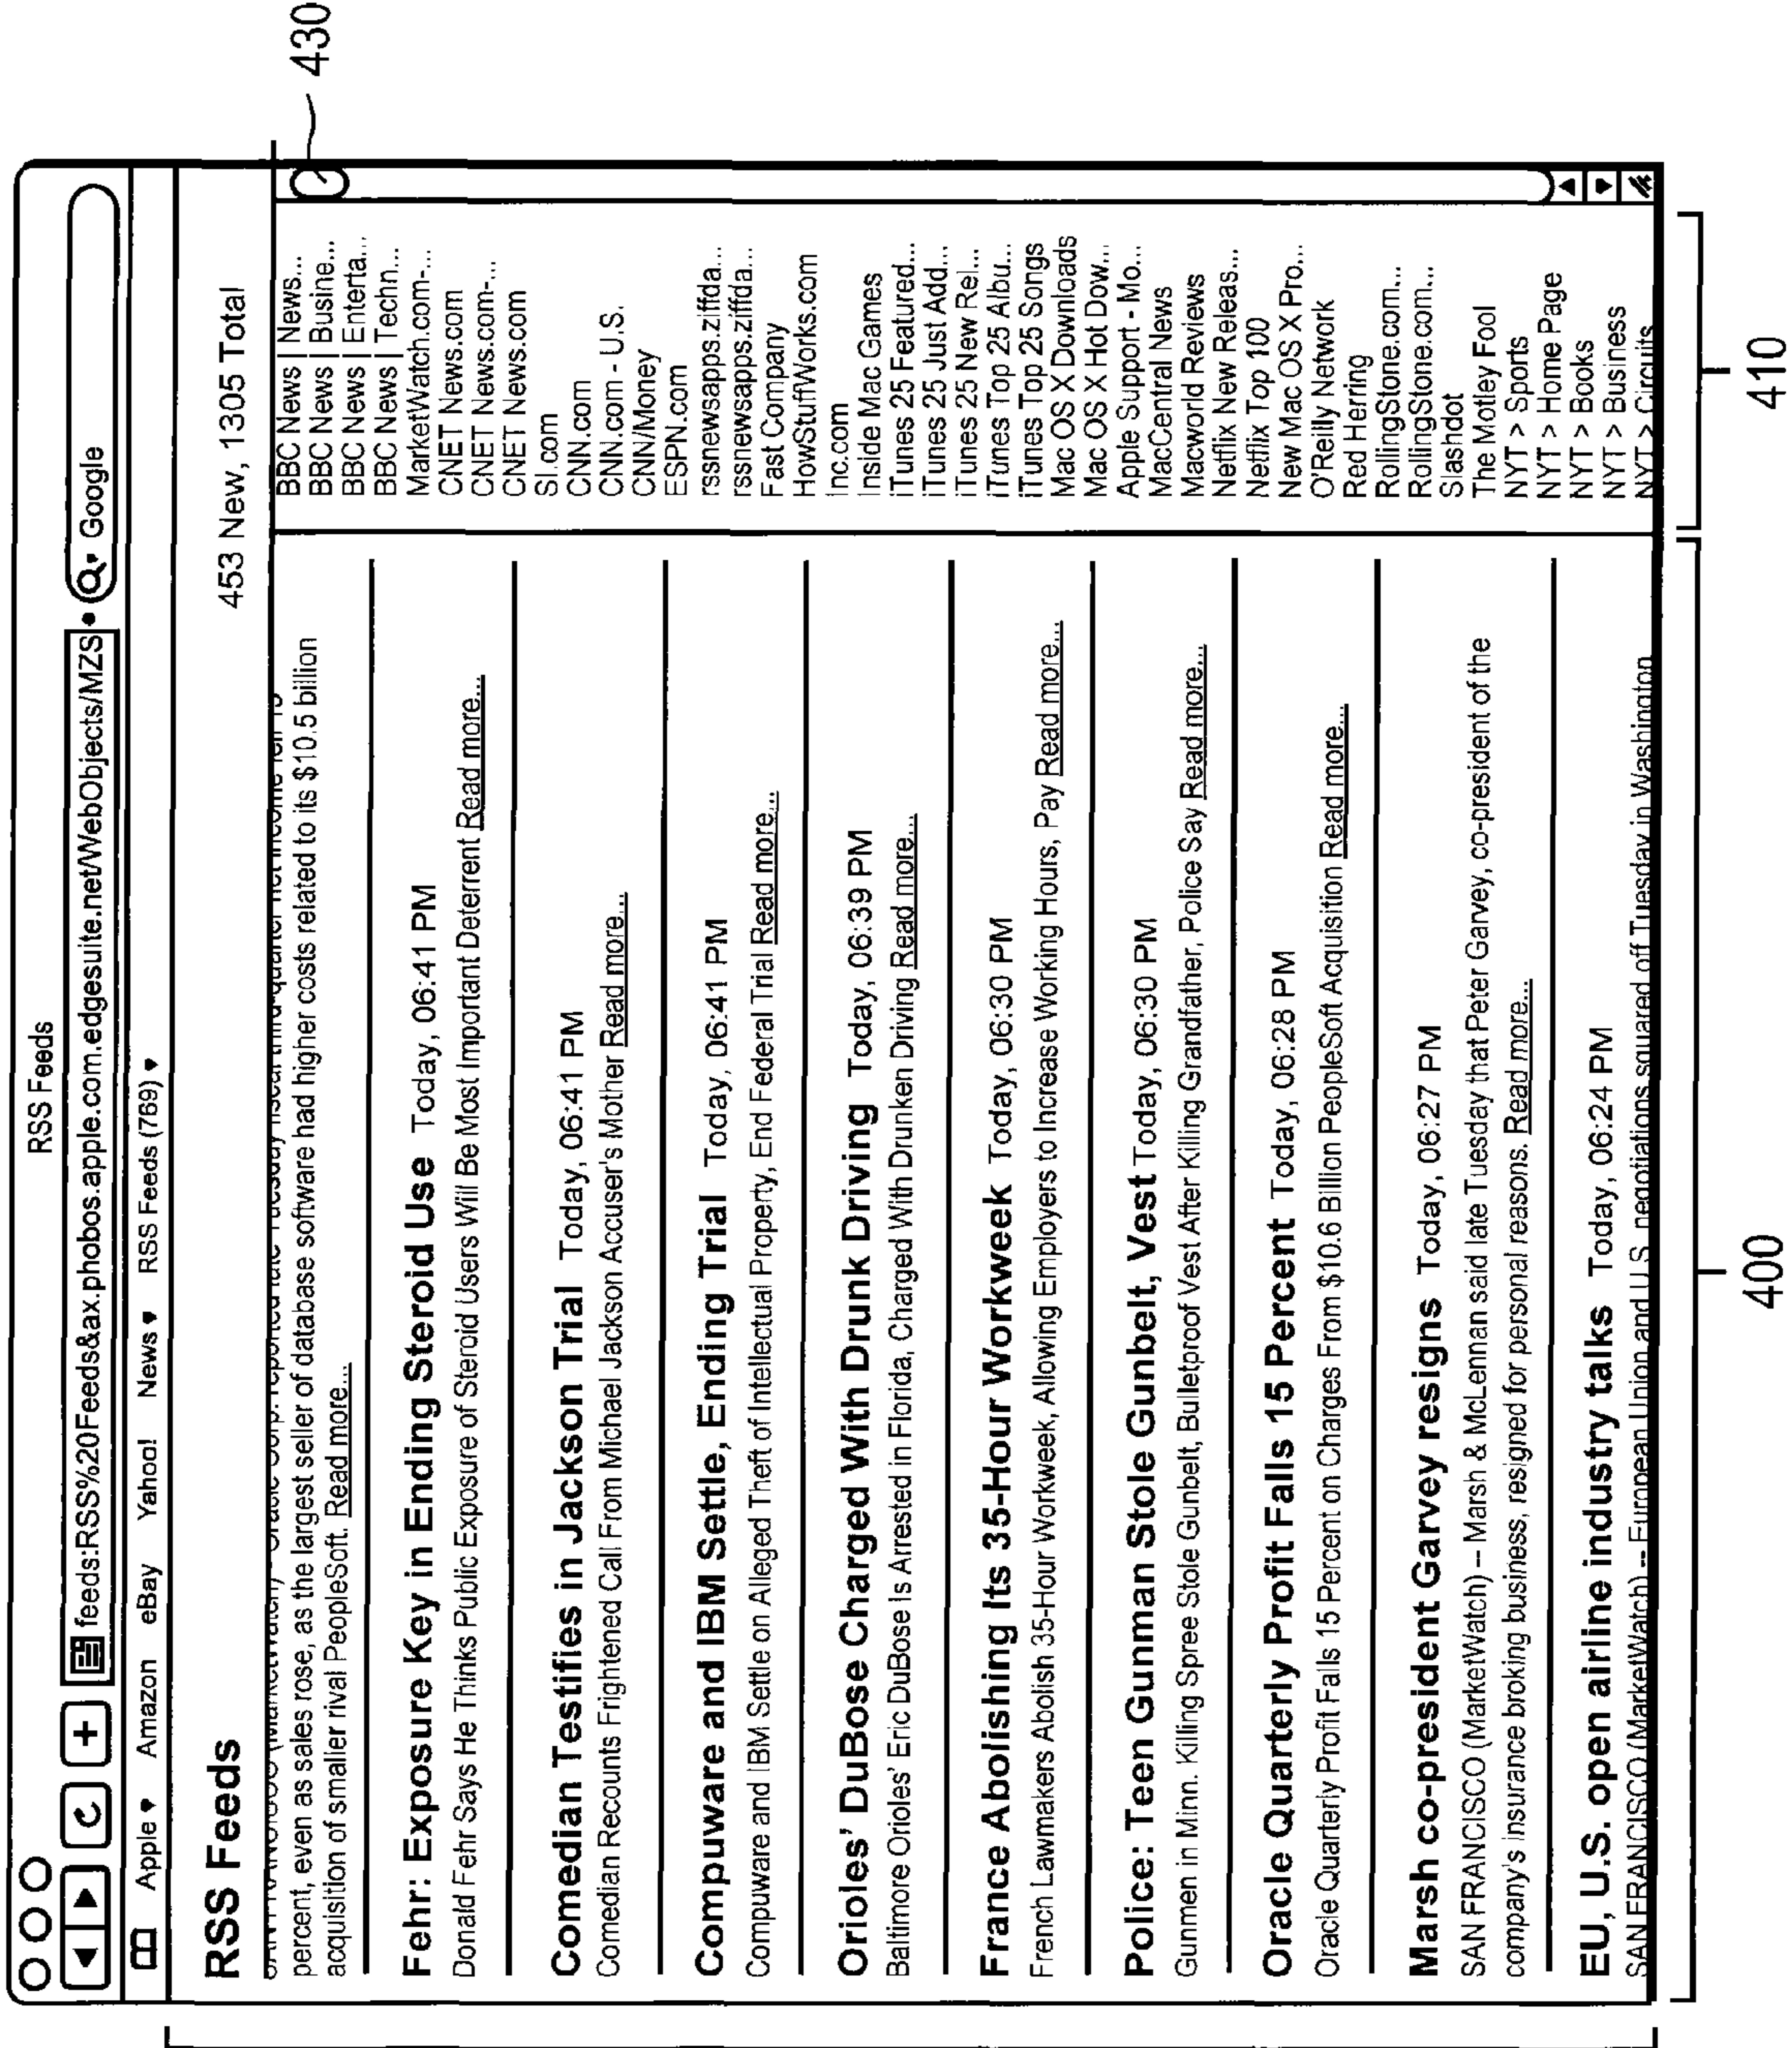 RSS Feeds
feeds:RSS%20Feeds&ax.phobos.apple.com.edgesuite.net/WebObjects/MZS
Google
Apple Amazon eBay Yahoo! News RSS Feeds (769)
RSS Feeds
453 New, 1305 Total
percent, even as sales rose, as the largest seller of database software had higher costs related to its $10.5 billion
acquisition of smaller rival PeopleSoft. Read more...
Fehr: Exposure Key in Ending Steroid Use Today, 06:41 PM
Donald Fehr Says He Thinks Public Exposure of Steroid Users Will Be Most Important Deterrent Read more...
Comedian Testifies in Jackson Trial Today, 06:41 PM
Comedian Recounts Frightened Call From Michael Jackson Accuser's Mother Read more...
Compuware and IBM Settle, Ending Trial Today, 06:41 PM
Compuware and IBM Settle on Alleged Theft of Intellectual Property, End Federal Trial Read more...
Orioles' DuBose Charged With Drunk Driving Today, 06:39 PM
Baltimore Orioles' Eric DuBose Is Arrested in Florida, Charged With Drunken Driving Read more...
France Abolishing Its 35-Hour Workweek Today, 06:30 PM
French Lawmakers Abolish 35-Hour Workweek, Allowing Employers to Increase Working Hours, Pay Read more...
Police: Teen Gunman Stole Gunbelt, Vest Today, 06:30 PM
Gunmen in Minn. Killing Spree Stole Gunbelt, Bulletproof Vest After Killing Grandfather, Police Say Read more...
Oracle Quarterly Profit Falls 15 Percent Today, 06:28 PM
Oracle Quarterly Profit Falls 15 Percent on Charges From $10.6 Billion PeopleSoft Acquisition Read more...
Marsh co-president Garvey resigns Today, 06:27 PM
SAN FRANCISCO (MarketWatch) -- Marsh & McLennan said late Tuesday that Peter Garvey, co-president of the
company's insurance broking business, resigned for personal reasons. Read more...
EU, U.S. open airline industry talks Today, 06:24 PM
SAN FRANCISCO (MarketWatch) -- European Union and U.S. negotiations squared off Tuesday in Washington
BBC News | News...
BBC News | Busine...
BBC News | Enterta...
BBC News | Techn...
MarketWatch.com-...
CNET News.com
CNET News.com-...
CNET News.com
SI.com
CNN.com
CNN.com - U.S.
CNN/Money
ESPN.com
rssnewsapps.ziffda...
rssnewsapps.ziffda...
Fast Company
HowStuffWorks.com
Inc.com
Inside Mac Games
iTunes 25 Featured...
iTunes 25 Just Add...
iTunes 25 New Rel...
iTunes Top 25 Albu...
iTunes Top 25 Songs
Mac OS X Downloads
Mac OS X Hot Dow...
Apple Support - Mo...
MacCentral News
Macworld Reviews
Netflix New Releas...
Netflix Top 100
New Mac OS X Pro...
O'Reilly Network
Red Herring
RollingStone.com...
RollingStone.com...
Slashdot
The Motley Fool
NYT > Sports
NYT > Home Page
NYT > Books
NYT > Business
NYT > Circuits
430
400
410